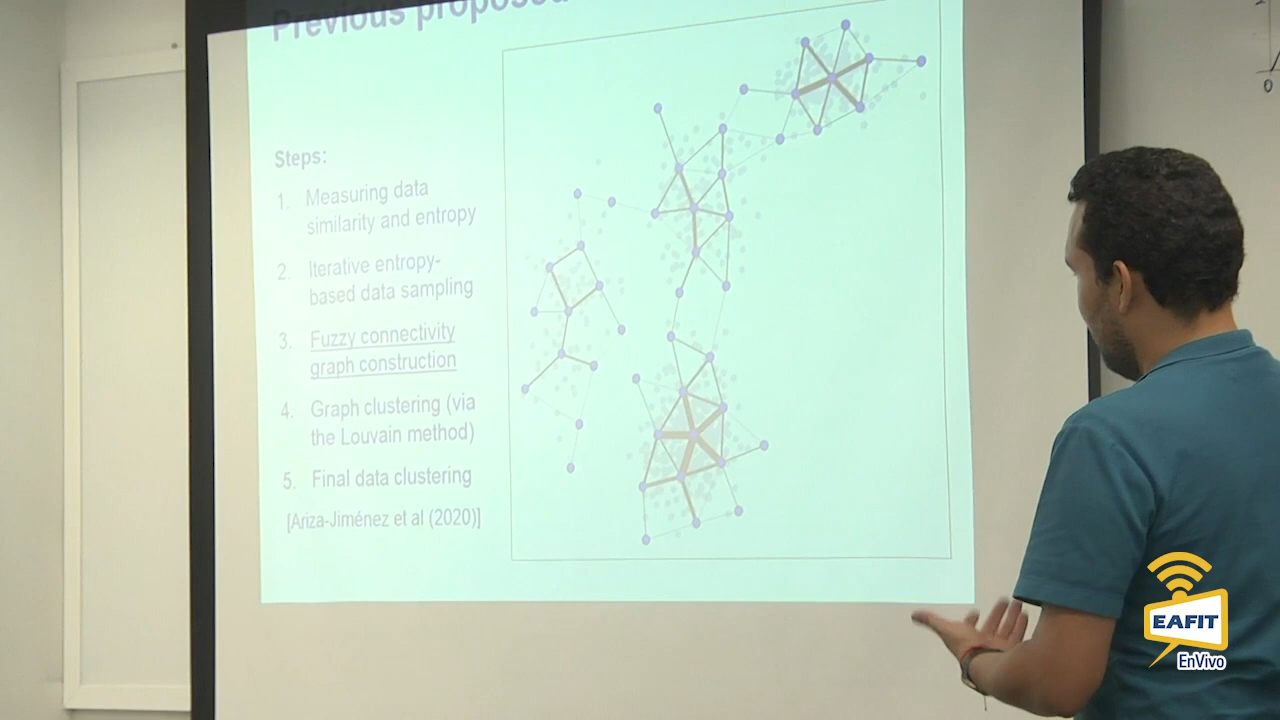 Previous proposed
Steps:
1. Measuring data
similarity and entropy
2. Iterative entropy-
based data sampling
3. Fuzzy connectivity
graph construction
4. Graph clustering (via
the Louvain method)
5. Final data clustering
[Ariza-Jiménez et al (2020)]
0
EAFIT
EnVivo